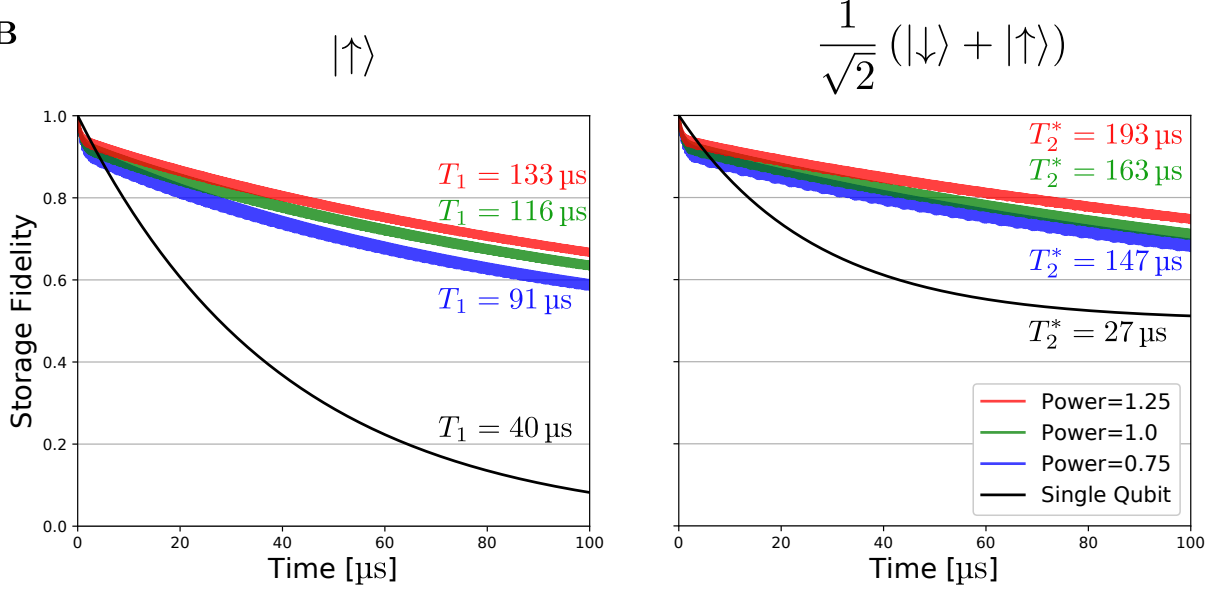 B
|↑⟩
1/√2 (|↓⟩ + |↑⟩)
Storage Fidelity
1.0
0.8
0.6
0.4
0.2
0.0
T₁ = 133 µs
T₁ = 116 µs
T₁ = 91 µs
T₁ = 40 µs
0 20 40 60 80 100
Time [µs]
T₂* = 193 µs
T₂* = 163 µs
T₂* = 147 µs
T₂* = 27 µs
Power=1.25
Power=1.0
Power=0.75
Single Qubit
0 20 40 60 80 100
Time [µs]